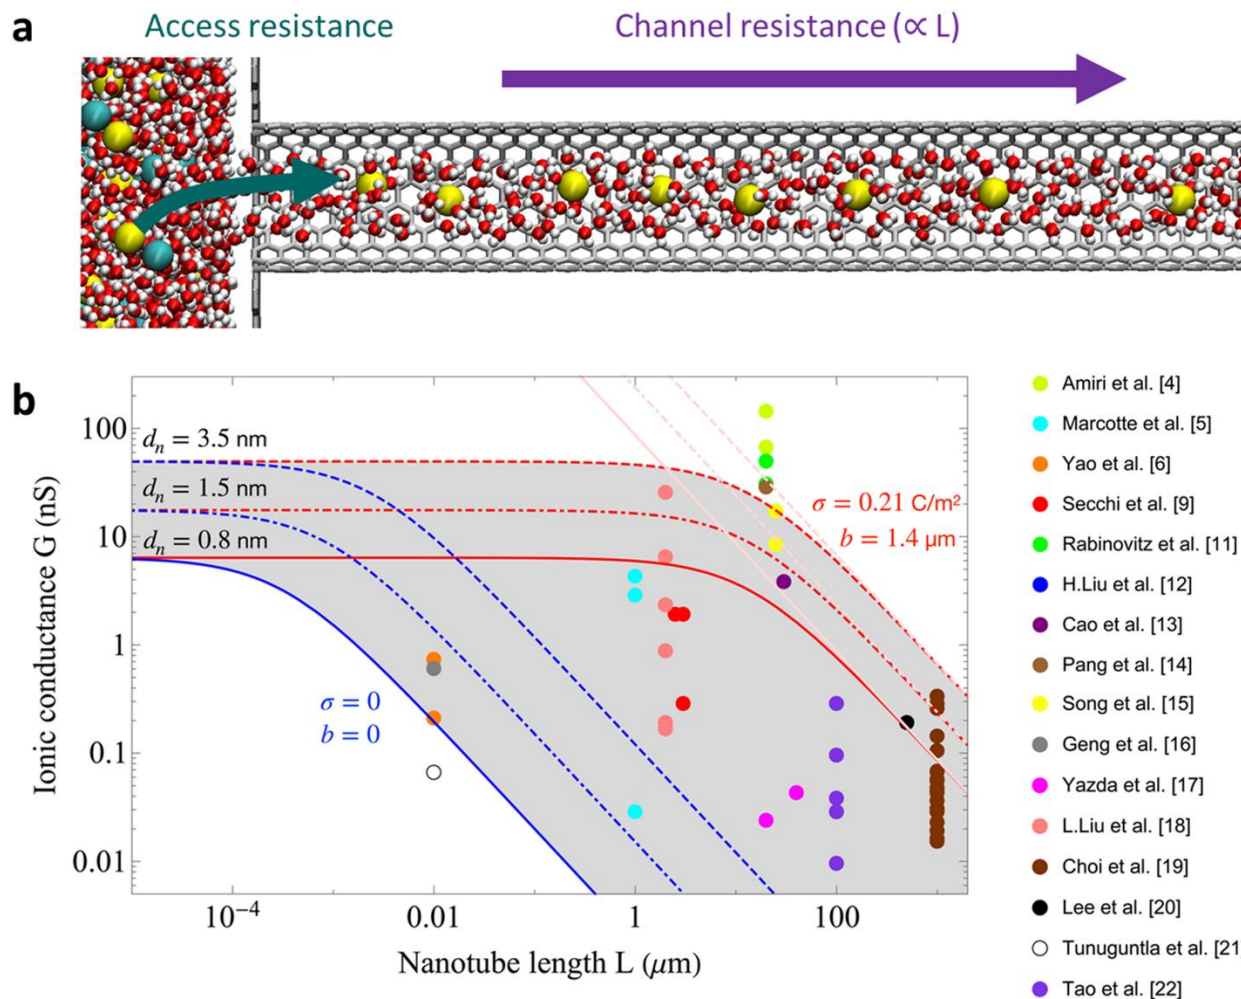 a
Access resistance
Channel resistance (∝ L)
b
Ionic conductance G (nS)
100
10
1
0.1
0.01
dₙ = 3.5 nm
dₙ = 1.5 nm
dₙ = 0.8 nm
σ = 0.21 C/m²
b = 1.4 μm
σ = 0
b = 0
10⁻⁴
0.01
1
100
Nanotube length L (μm)
Amiri et al. [4]
Marcotte et al. [5]
Yao et al. [6]
Secchi et al. [9]
Rabinovitz et al. [11]
H.Liu et al. [12]
Cao et al. [13]
Pang et al. [14]
Song et al. [15]
Geng et al. [16]
Yazda et al. [17]
L.Liu et al. [18]
Choi et al. [19]
Lee et al. [20]
Tunuguntla et al. [21]
Tao et al. [22]